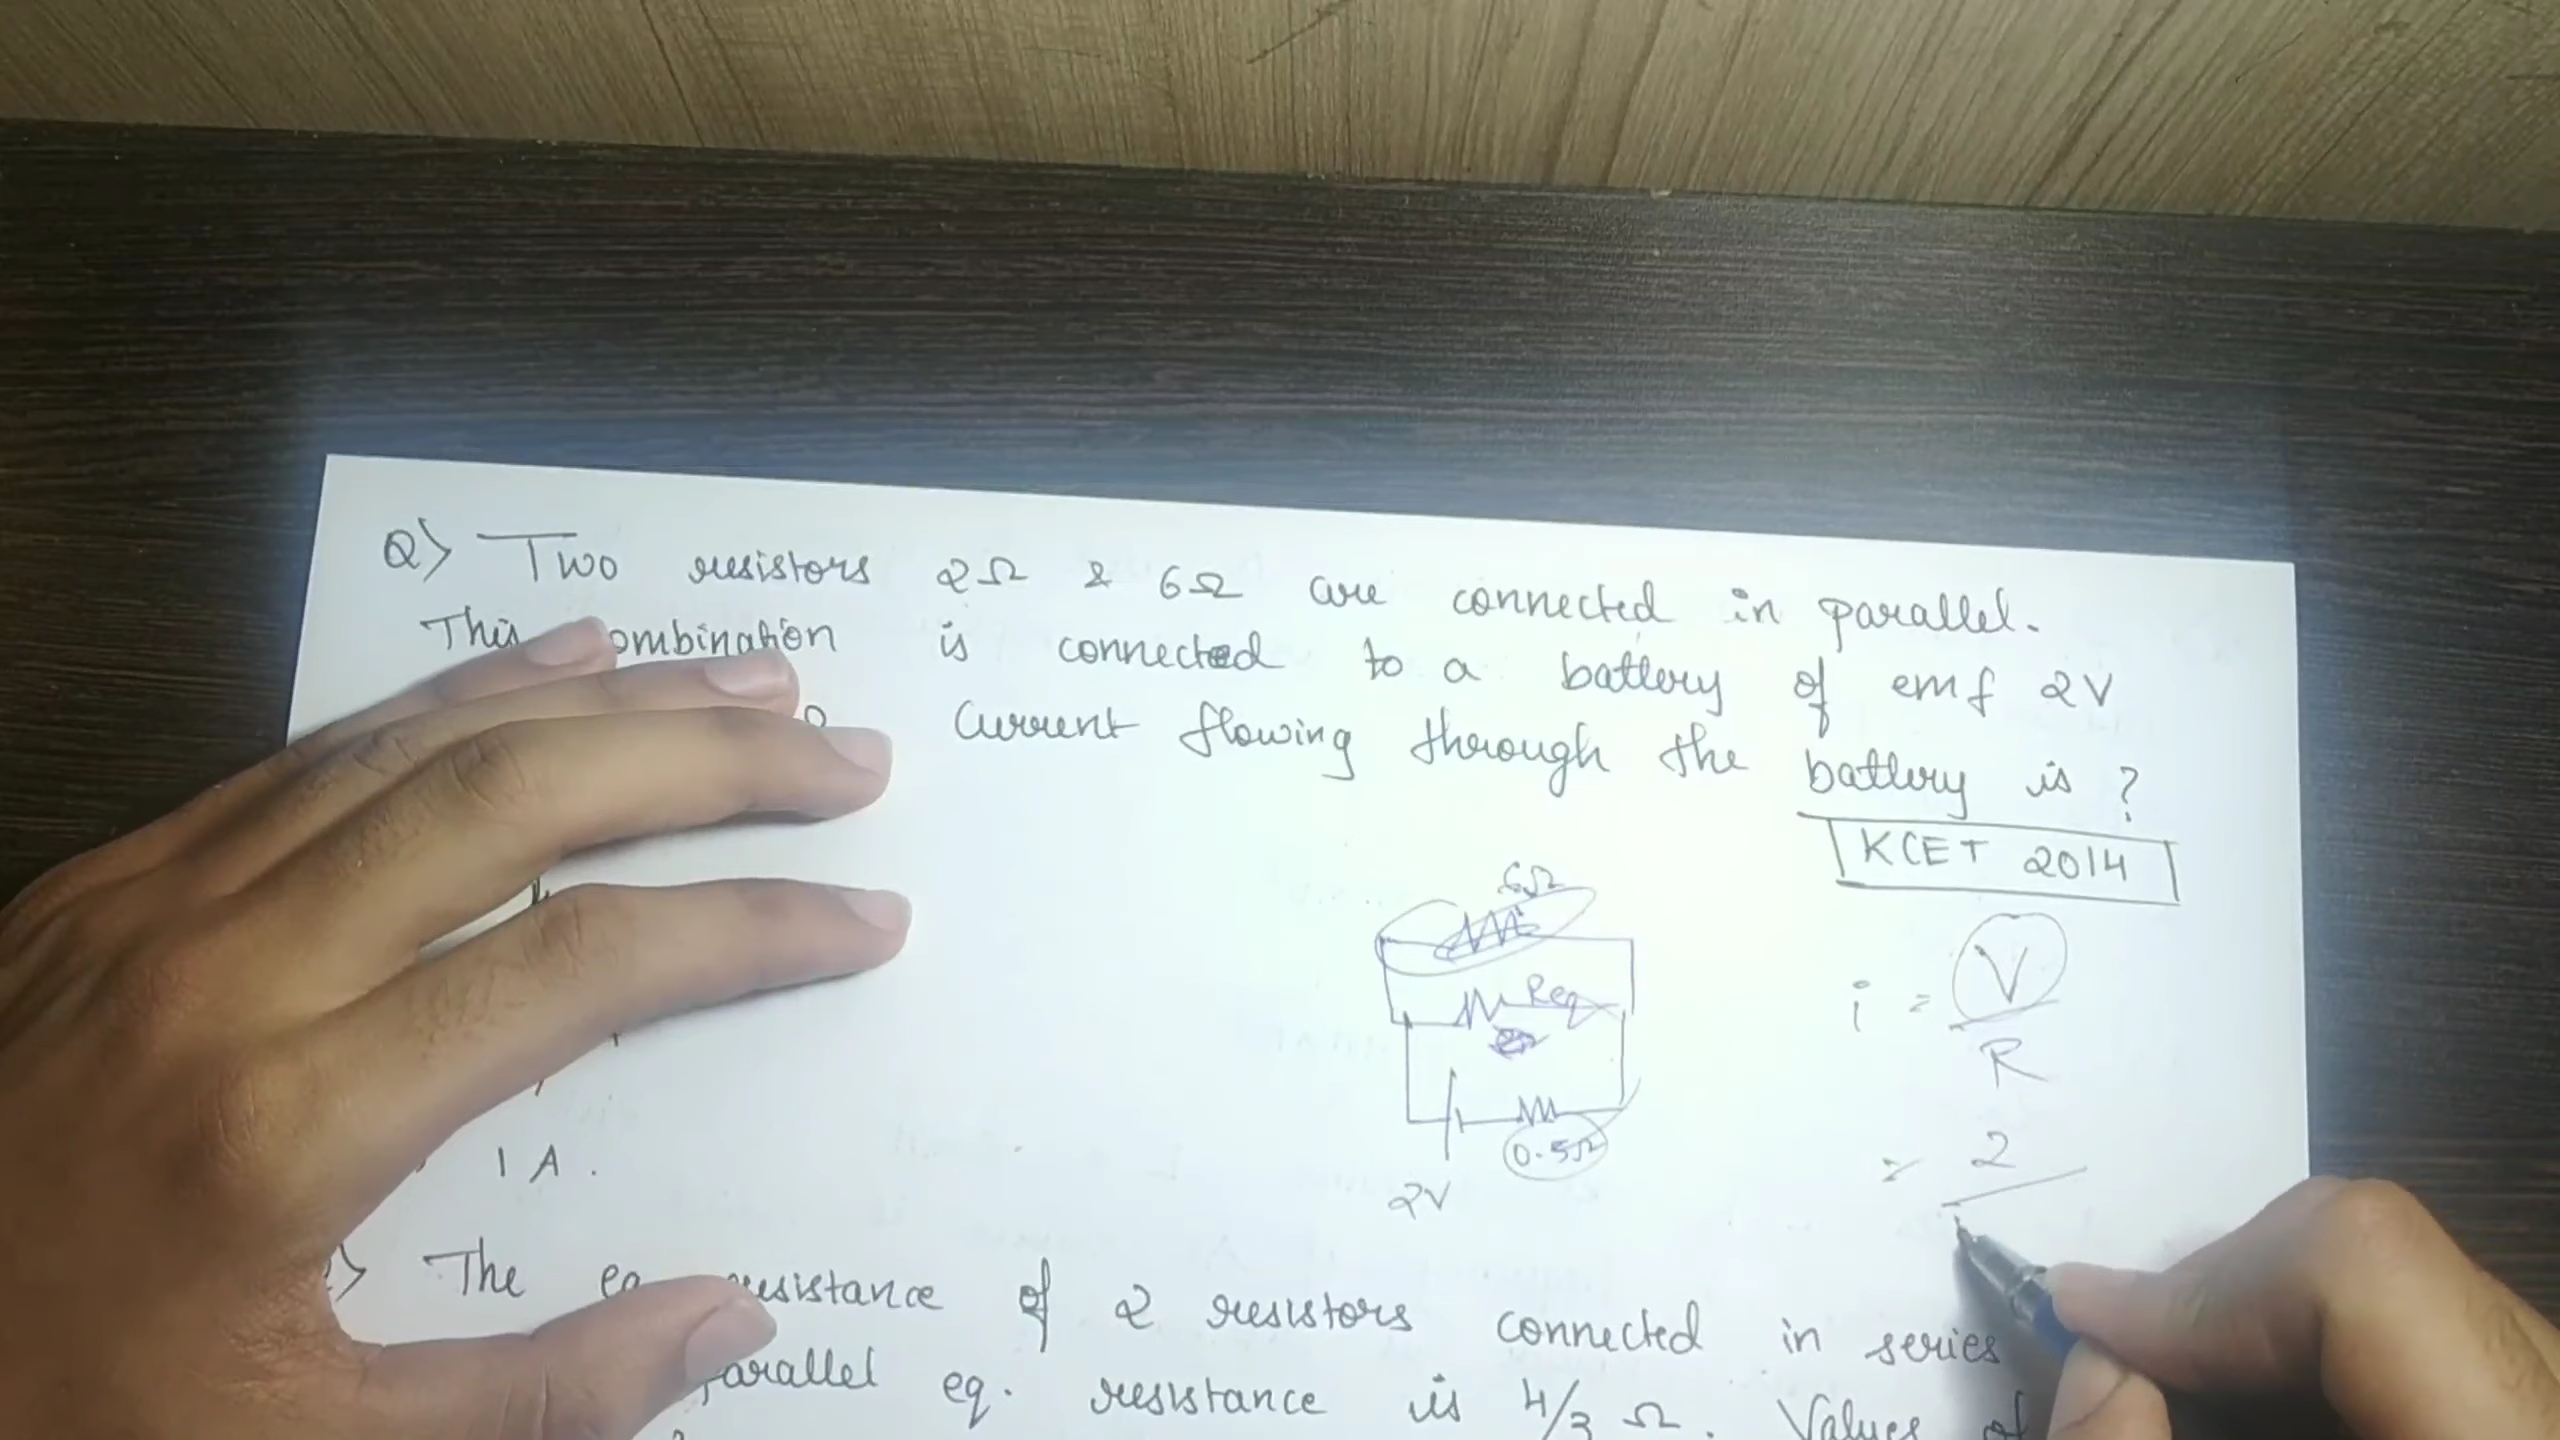 Q> Two resistors 2Ω & 6Ω are connected in parallel.
This combination is connected to a battery of emf 2V
Current flowing through the battery is ?
KCET 2014
6Ω
Req
0.5Ω
2V
i = V/R
= 2/
1 A.
The eq resistance of 2 resistors connected in series
parallel eq. resistance is 4/3 Ω. Values of